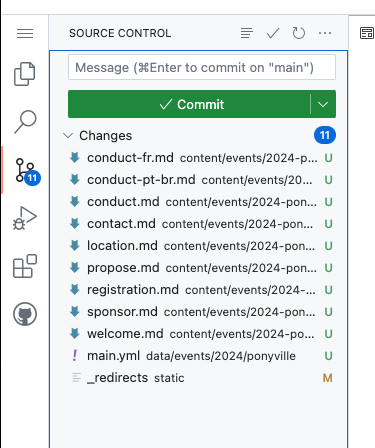 SOURCE CONTROL
Message (⌘Enter to commit on "main")
Commit
Changes 11
conduct-fr.md content/events/2024-p... U
conduct-pt-br.md content/events/20... U
11
conduct.md content/events/2024-pon... U
contact.md content/events/2024-pon... U
location.md content/events/2024-pon... U
propose.md content/events/2024-pon... U
registration.md content/events/2024-... U
sponsor.md content/events/2024-pon... U
welcome.md content/events/2024-po... U
! main.yml data/events/2024/ponyville U
_redirects static M